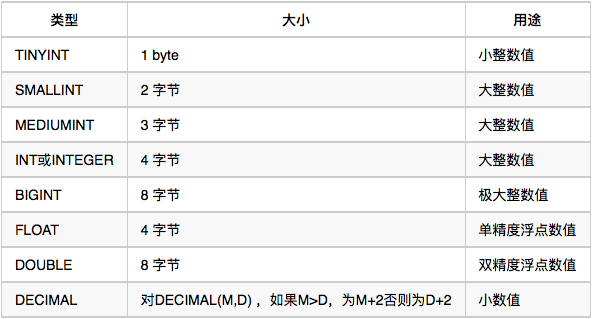 类型 大小 用途
TINYINT 1 byte 小整数值
SMALLINT 2 字节 大整数值
MEDIUMINT 3 字节 大整数值
INT或INTEGER 4 字节 大整数值
BIGINT 8 字节 极大整数值
FLOAT 4 字节 单精度浮点数值
DOUBLE 8 字节 双精度浮点数值
DECIMAL 对DECIMAL(M,D) ，如果M>D，为M+2否则为D+2 小数值